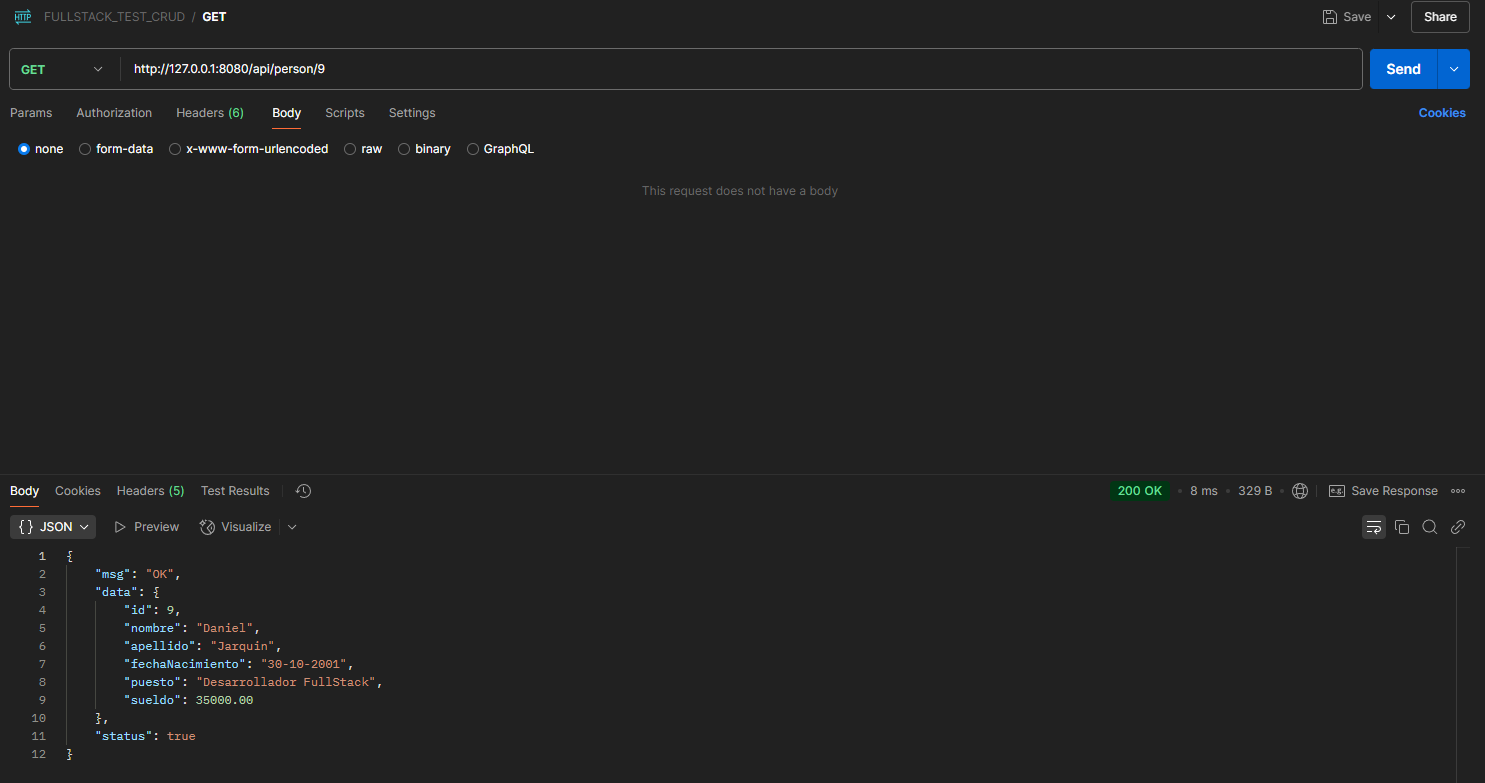 HTTP FULLSTACK_TEST_CRUD / GET Save Share
GET http://127.0.0.1:8080/api/person/9 Send
Params Authorization Headers (6) Body Scripts Settings Cookies
none form-data x-www-form-urlencoded raw binary GraphQL
This request does not have a body
Body Cookies Headers (5) Test Results 200 OK • 8 ms • 329 B • e.g. Save Response
{} JSON Preview Visualize
1 {
2 "msg": "OK",
3 "data": {
4 "id": 9,
5 "nombre": "Daniel",
6 "apellido": "Jarquin",
7 "fechaNacimiento": "30-10-2001",
8 "puesto": "Desarrollador FullStack",
9 "sueldo": 35000.00
10 },
11 "status": true
12 }